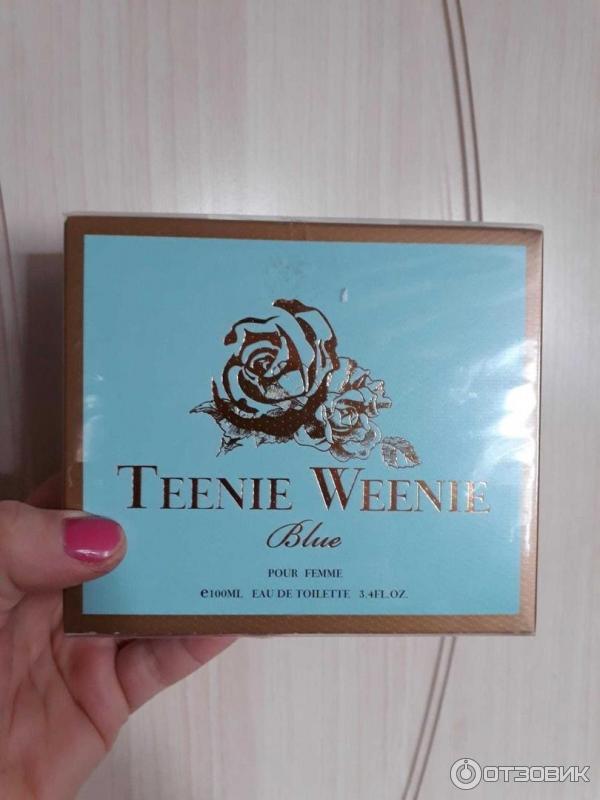 TEENIE WEENIE
Blue
POUR FEMME
℮100ML EAU DE TOILETTE 3.4FL.OZ.
ОТЗОВИК